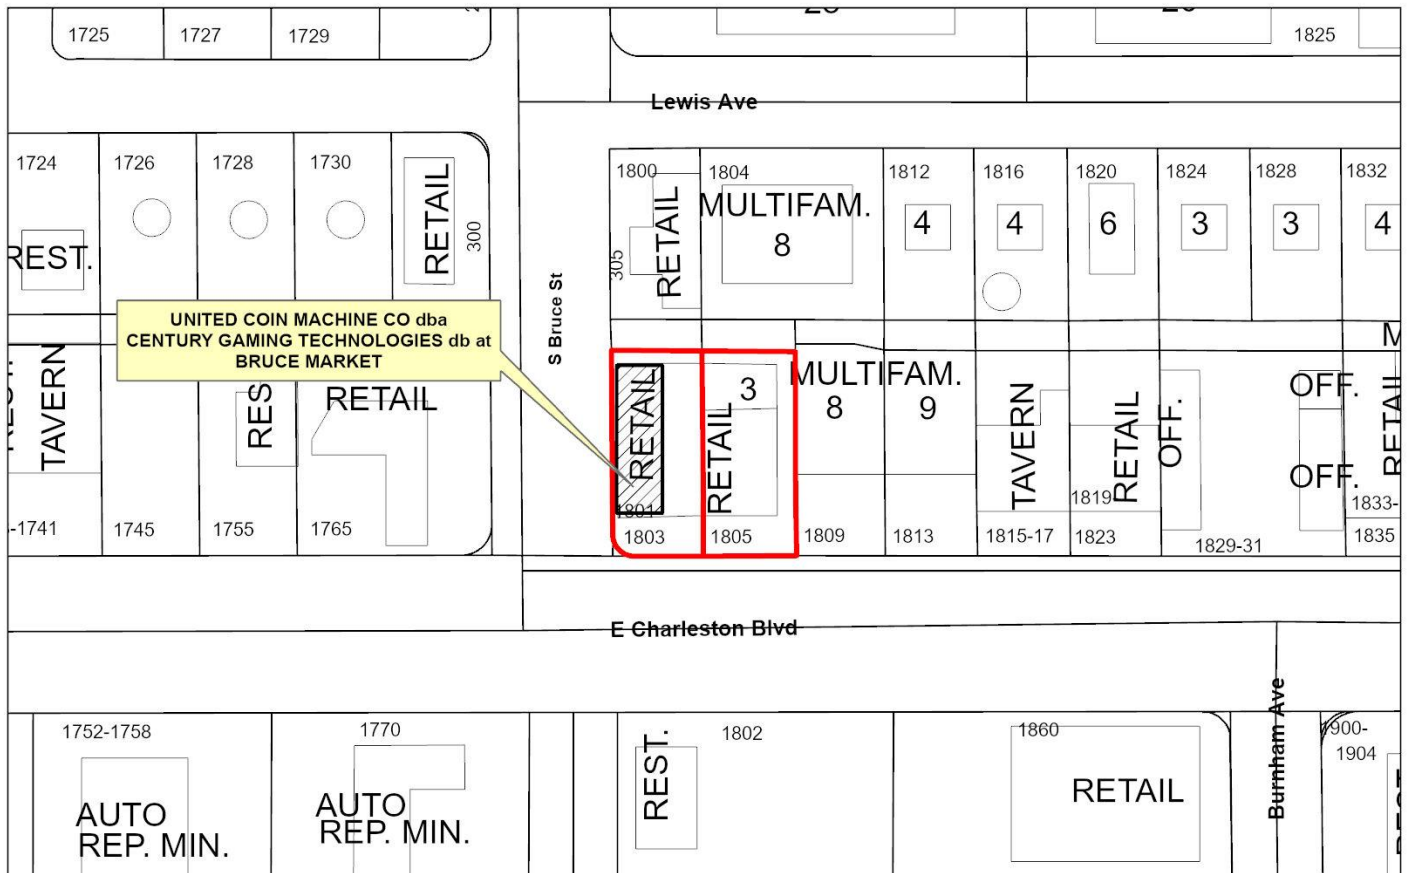 1725
1727
1729
1825
Lewis Ave
1724
1726
1728
1730
1800
1804
1812
1816
1820
1824
1828
1832
RETAIL
300
305
RETAIL
MULTIFAM.
8
4
4
6
3
3
4
REST.
S Bruce St
UNITED COIN MACHINE CO dba
CENTURY GAMING TECHNOLOGIES db at
BRUCE MARKET
TAVERN
RES
RETAIL
RETAIL
3
RETAIL
MULTIFAM.
8
9
TAVERN
RETAIL
OFF.
OFF.
OFF.
RETAIL
-1741
1745
1755
1765
1801
1803
1805
1809
1813
1815-17
1819
1823
1829-31
1833-
1835
E Charleston Blvd
1752-1758
1770
1802
1860
1900-
1904
Burnham Ave
AUTO
REP. MIN.
AUTO
REP. MIN.
REST.
RETAIL